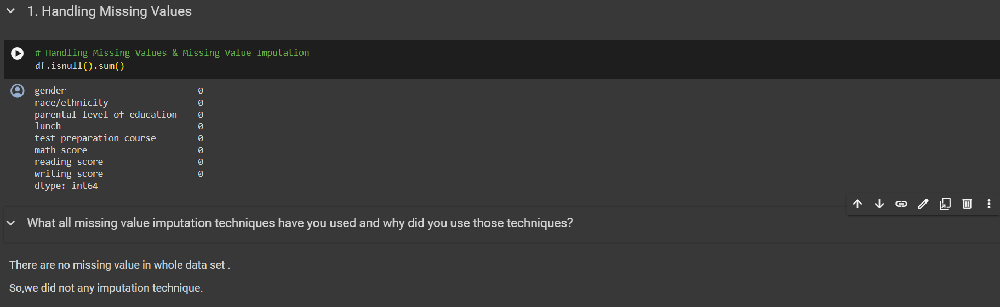 1. Handling Missing Values
# Handling Missing Values & Missing Value Imputation
df.isnull().sum()
gender 0
race/ethnicity 0
parental level of education 0
lunch 0
test preparation course 0
math score 0
reading score 0
writing score 0
dtype: int64
What all missing value imputation techniques have you used and why did you use those techniques?
There are no missing value in whole data set .
So,we did not any imputation technique.